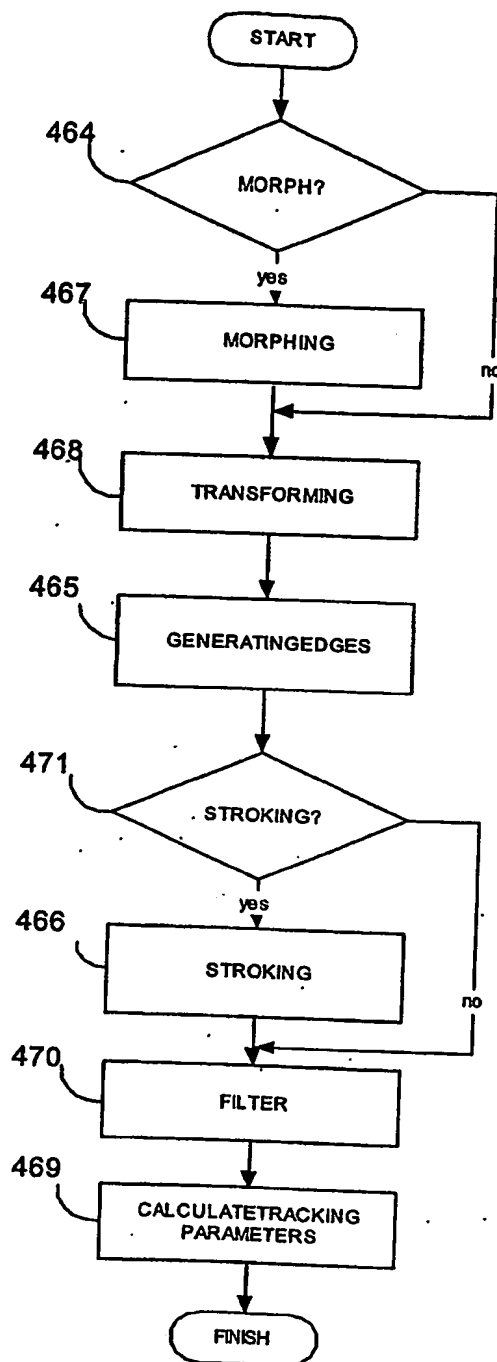 START
464
MORPH?
yes
467
MORPHING
no
468
TRANSFORMING
465
GENERATINGEDGES
471
STROKING?
yes
466
STROKING
no
470
FILTER
469
CALCULATETRACKING
PARAMETERS
FINISH